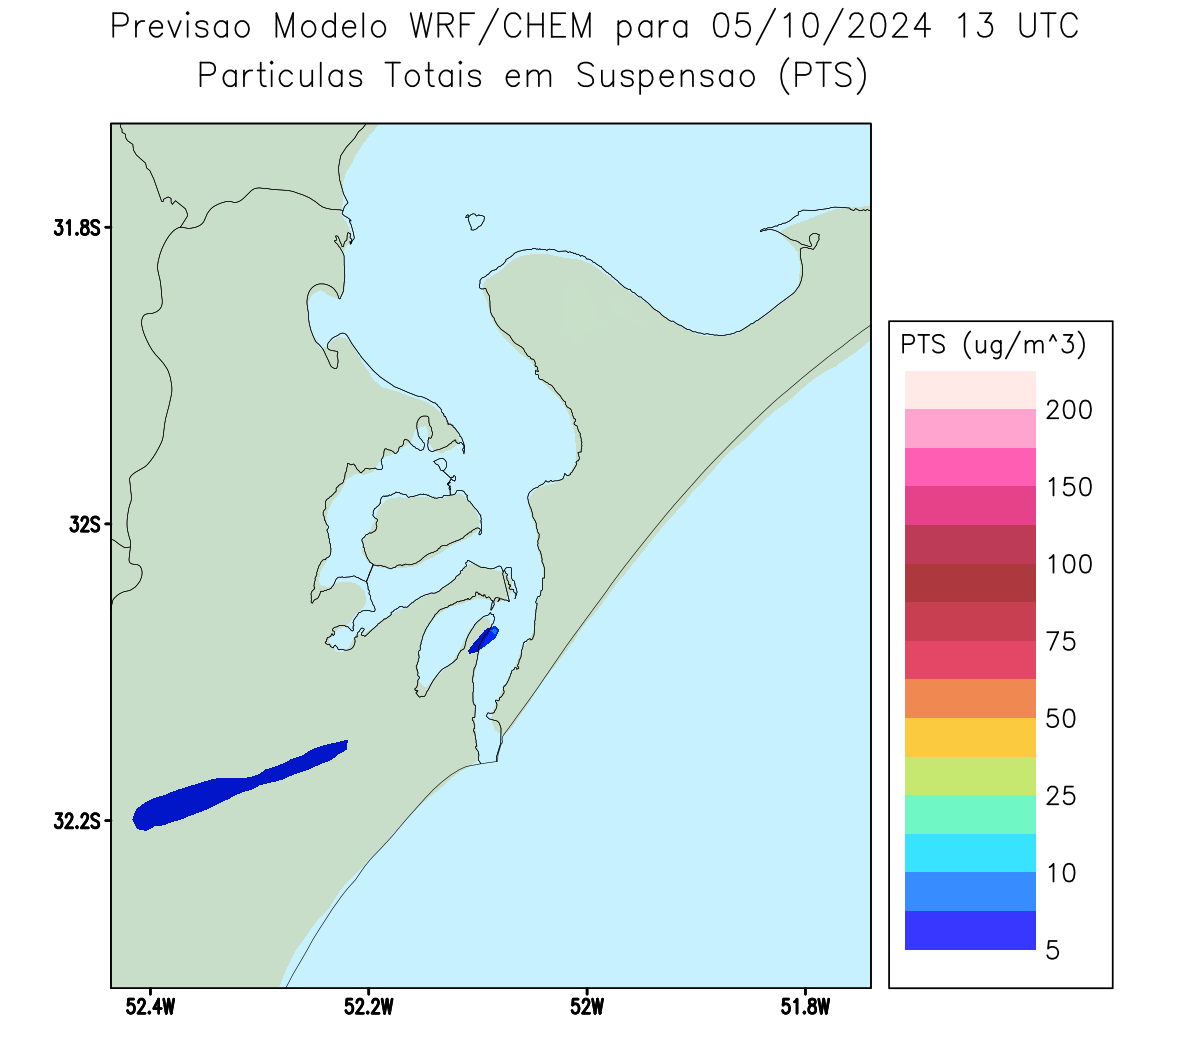 Previsao Modelo WRF/CHEM para 05/10/2024 13 UTC
Particulas Totais em Suspensao (PTS)
31.8S
32S
32.2S
52.4W
52.2W
52W
51.8W
PTS (ug/m^3)
200
150
100
75
50
25
10
5